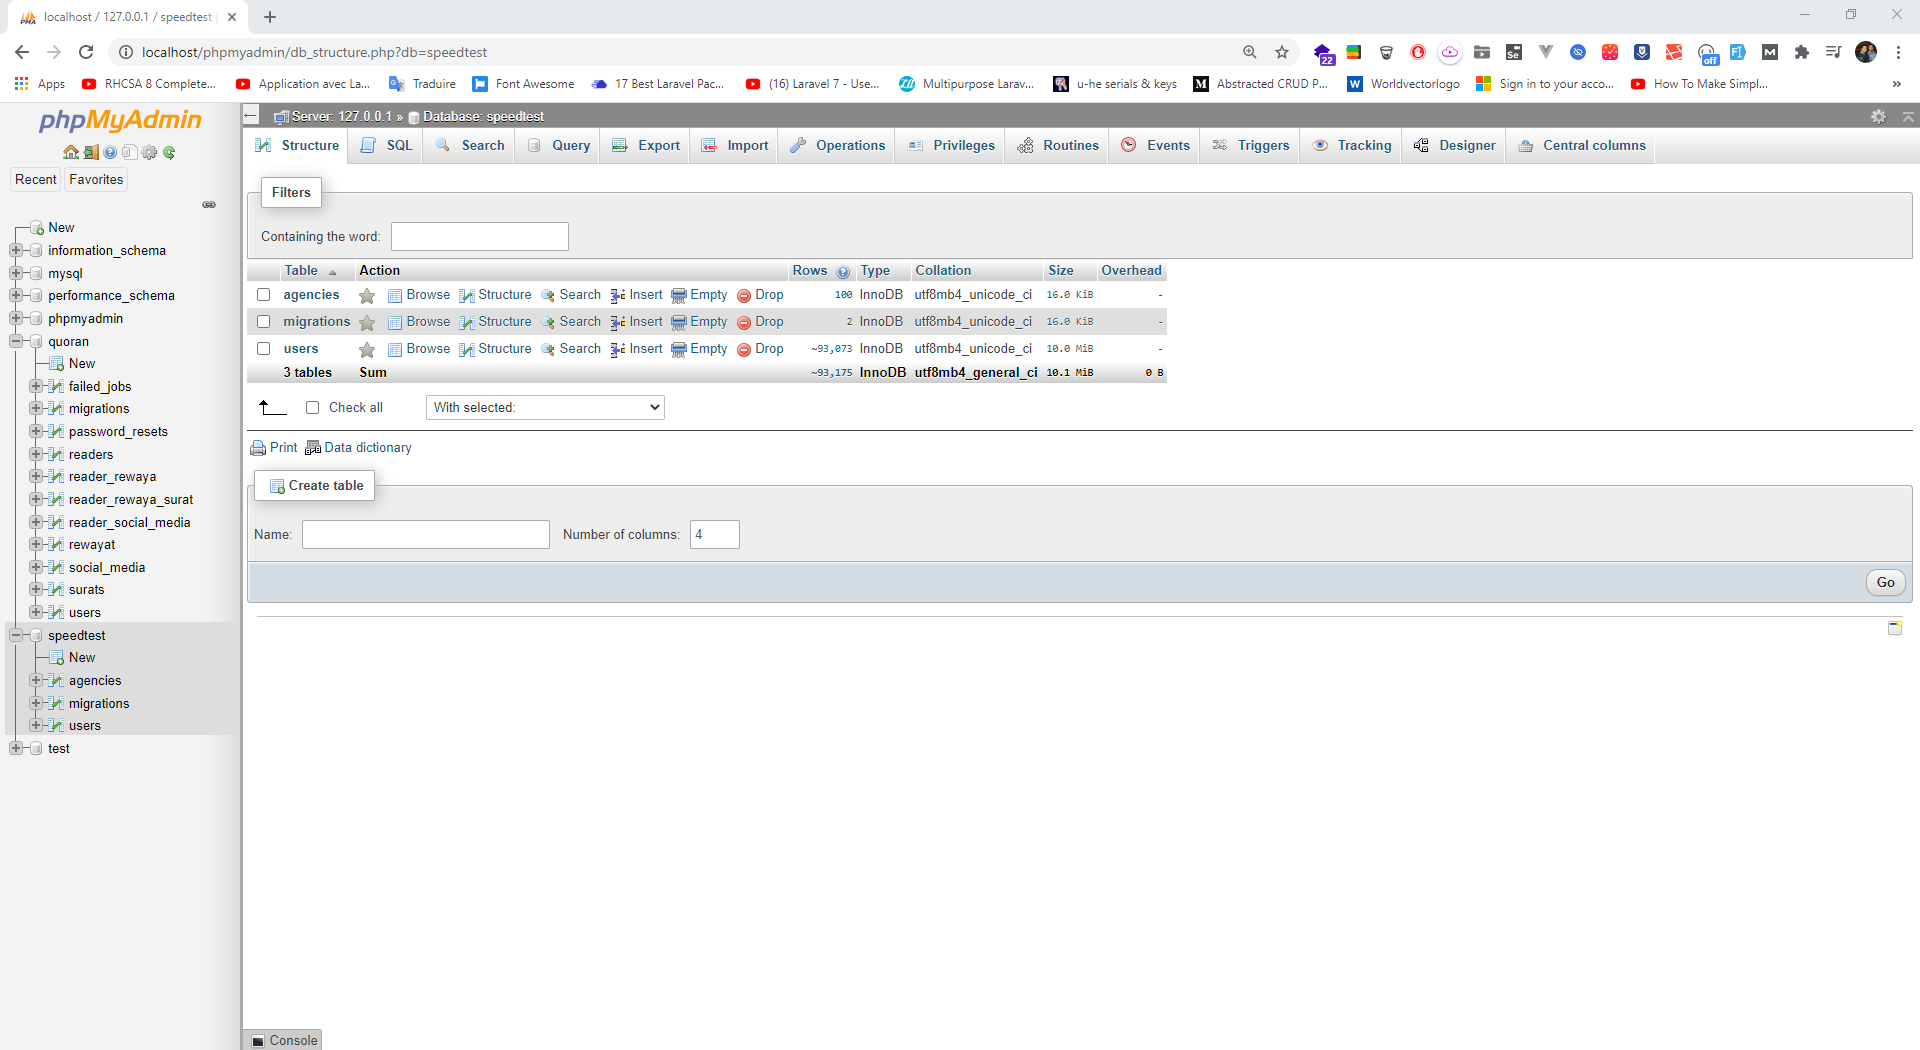 localhost / 127.0.0.1 / speedtest
localhost/phpmyadmin/db_structure.php?db=speedtest
22
off
Apps
RHCSA 8 Complete...
Application avec La...
Traduire
Font Awesome
17 Best Laravel Pac...
(16) Laravel 7 - Use...
Multipurpose Larav...
u-he serials & keys
Abstracted CRUD P...
Worldvectorlogo
Sign in to your acco...
How To Make Simpl...
»
phpMyAdmin
Recent
Favorites
New
information_schema
mysql
performance_schema
phpmyadmin
quoran
New
failed_jobs
migrations
password_resets
readers
reader_rewaya
reader_rewaya_surat
reader_social_media
rewayat
social_media
surats
users
speedtest
New
agencies
migrations
users
test
Server: 127.0.0.1 » Database: speedtest
Structure SQL Search Query Export Import Operations Privileges Routines Events Triggers Tracking Designer Central columns
Filters
Containing the word:
Table Action Rows Type Collation Size Overhead
agencies Browse Structure Search Insert Empty Drop 100 InnoDB utf8mb4_unicode_ci 16.0 KiB -
migrations Browse Structure Search Insert Empty Drop 2 InnoDB utf8mb4_unicode_ci 16.0 KiB -
users Browse Structure Search Insert Empty Drop ~93,073 InnoDB utf8mb4_unicode_ci 10.0 MiB -
3 tables Sum ~93,175 InnoDB utf8mb4_general_ci 10.1 MiB 0 B
Check all With selected:
Print Data dictionary
Create table
Name: Number of columns: 4
Go
Console